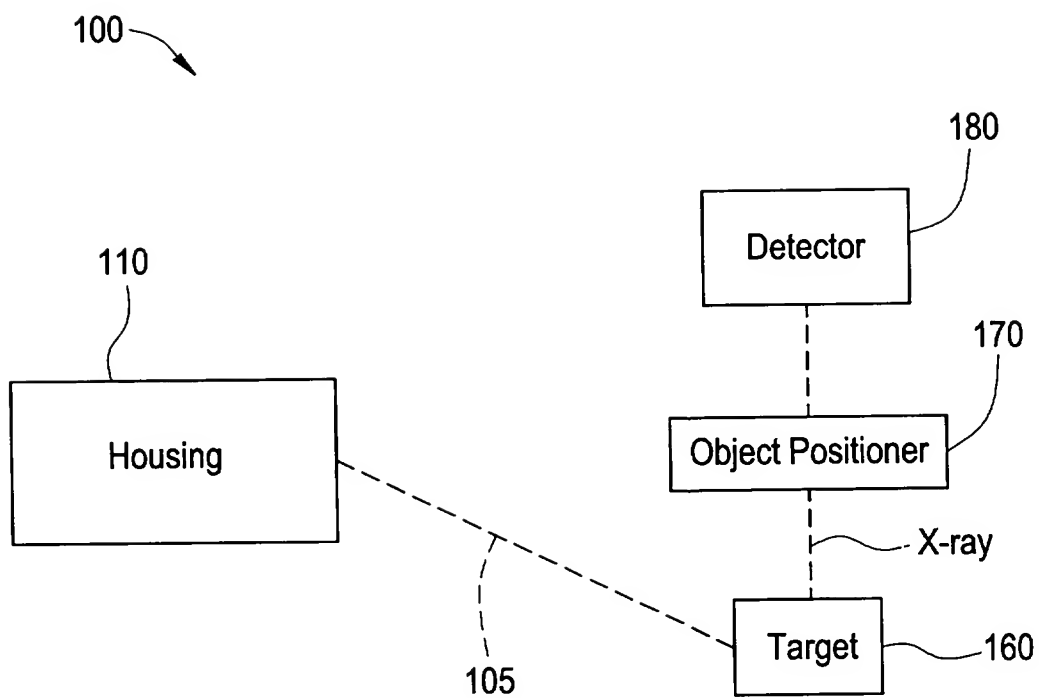 100
180
Detector
110
170
Housing
Object Positioner
X-ray
Target
160
105